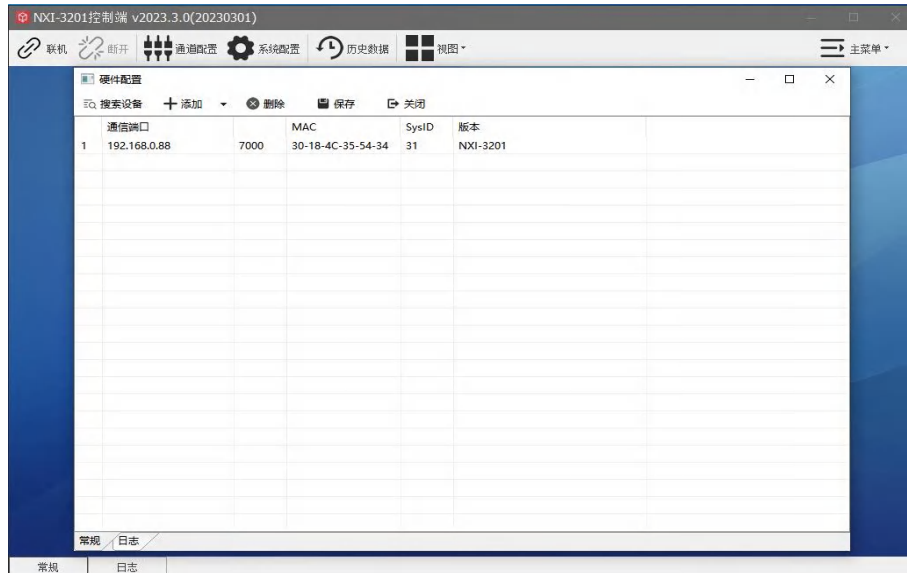 NXI-3201控制端 v2023.3.0(20230301)
联机 断开 通道配置 系统配置 历史数据 视图 主菜单
硬件配置
搜索设备 添加 删除 保存 关闭
通信端口 MAC SysID 版本
1 192.168.0.88 7000 30-18-4C-35-54-34 31 NXI-3201
常规 日志
常规 日志